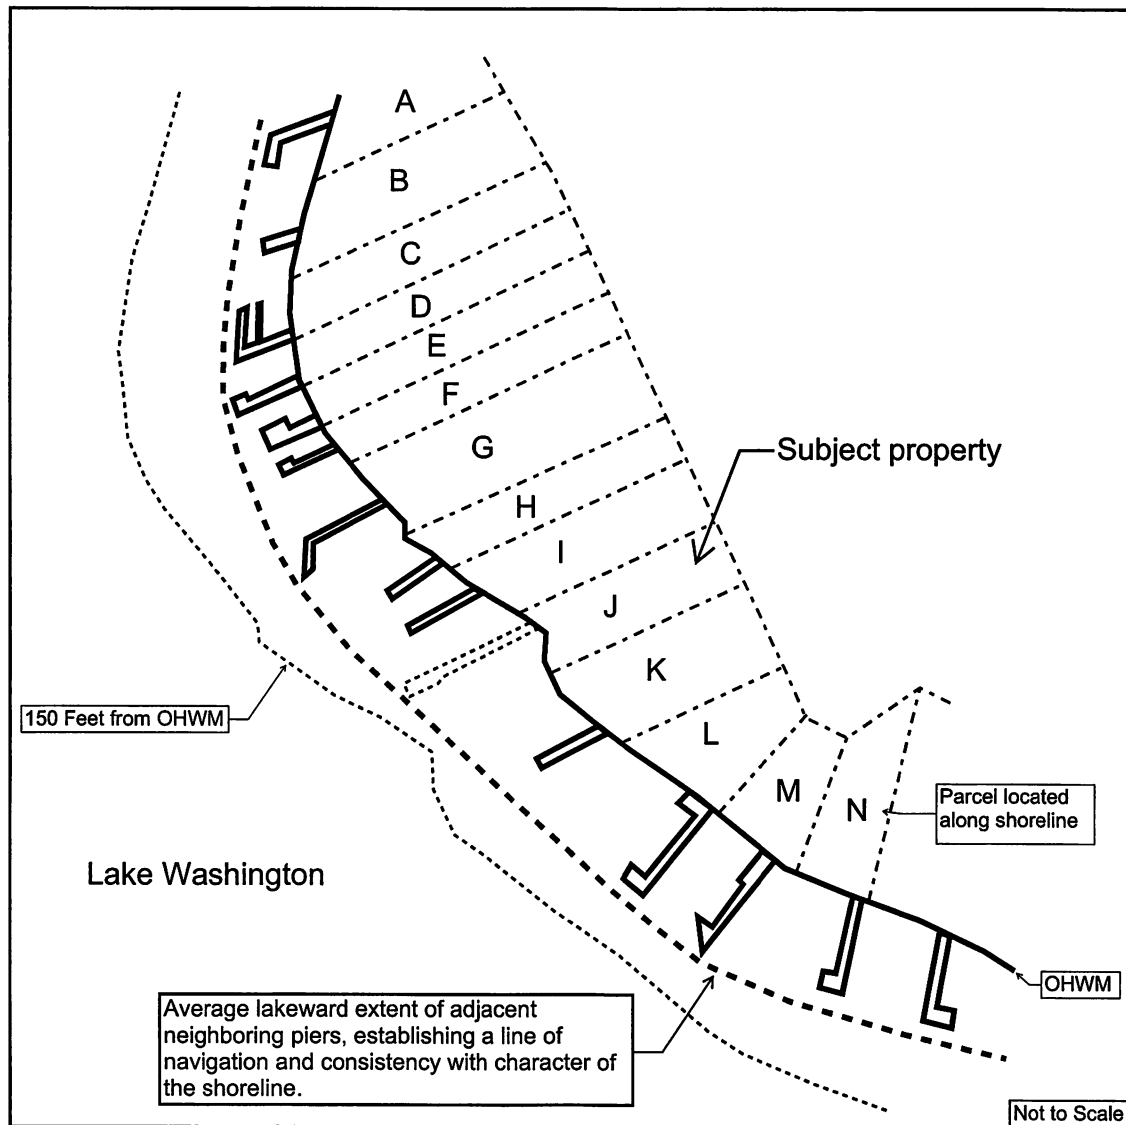 A
B
C
D
E
F
G
Subject property
H
I
J
K
150 Feet from OHWM
L
M
N
Parcel located
along shoreline
Lake Washington
OHWM
Average lakeward extent of adjacent
neighboring piers, establishing a line of
navigation and consistency with character of
the shoreline.
Not to Scale